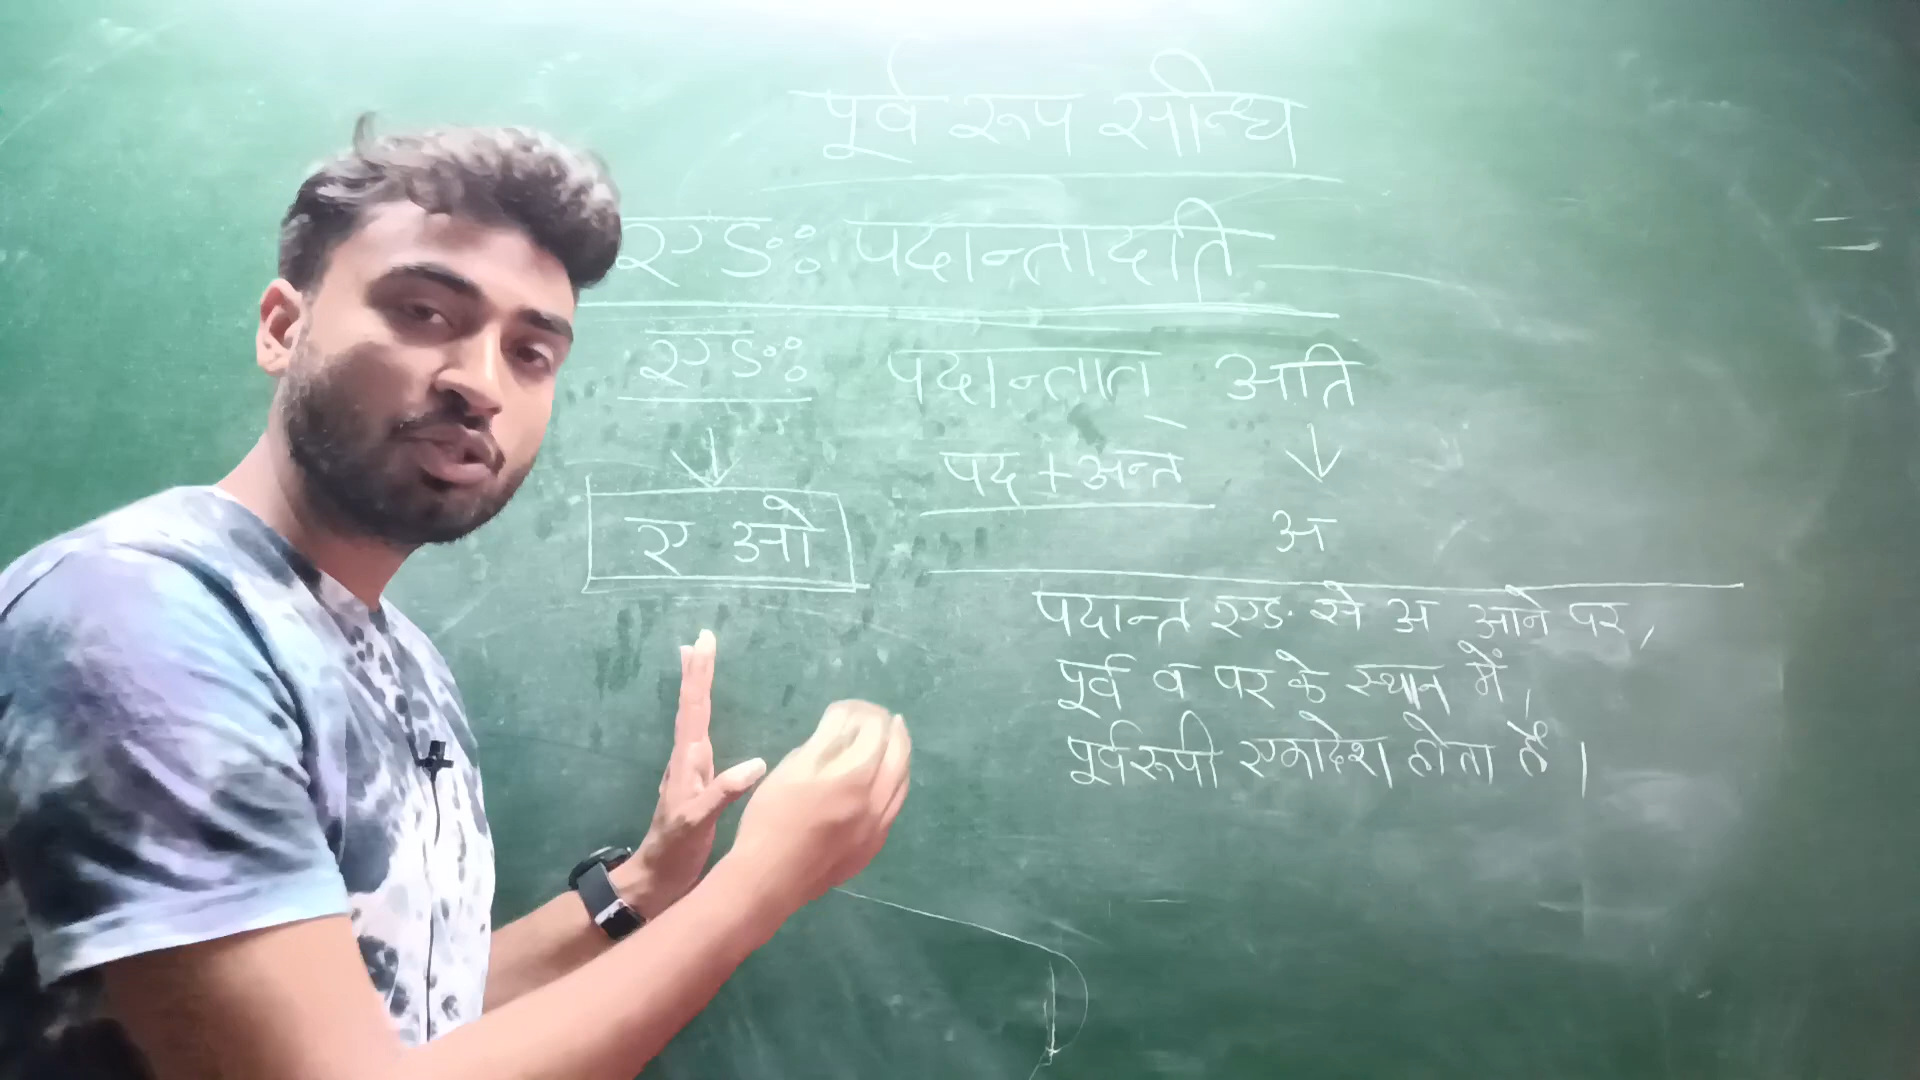 पूर्व रूप सन्धि
एङः पदान्तादति
एङः पदान्तात् अति
पद + अन्त
ए ओ
अ
पदान्त एङ से अ आने पर,
पूर्व व पर के स्थान में,
पूर्वरूपी एकादेश होता है।